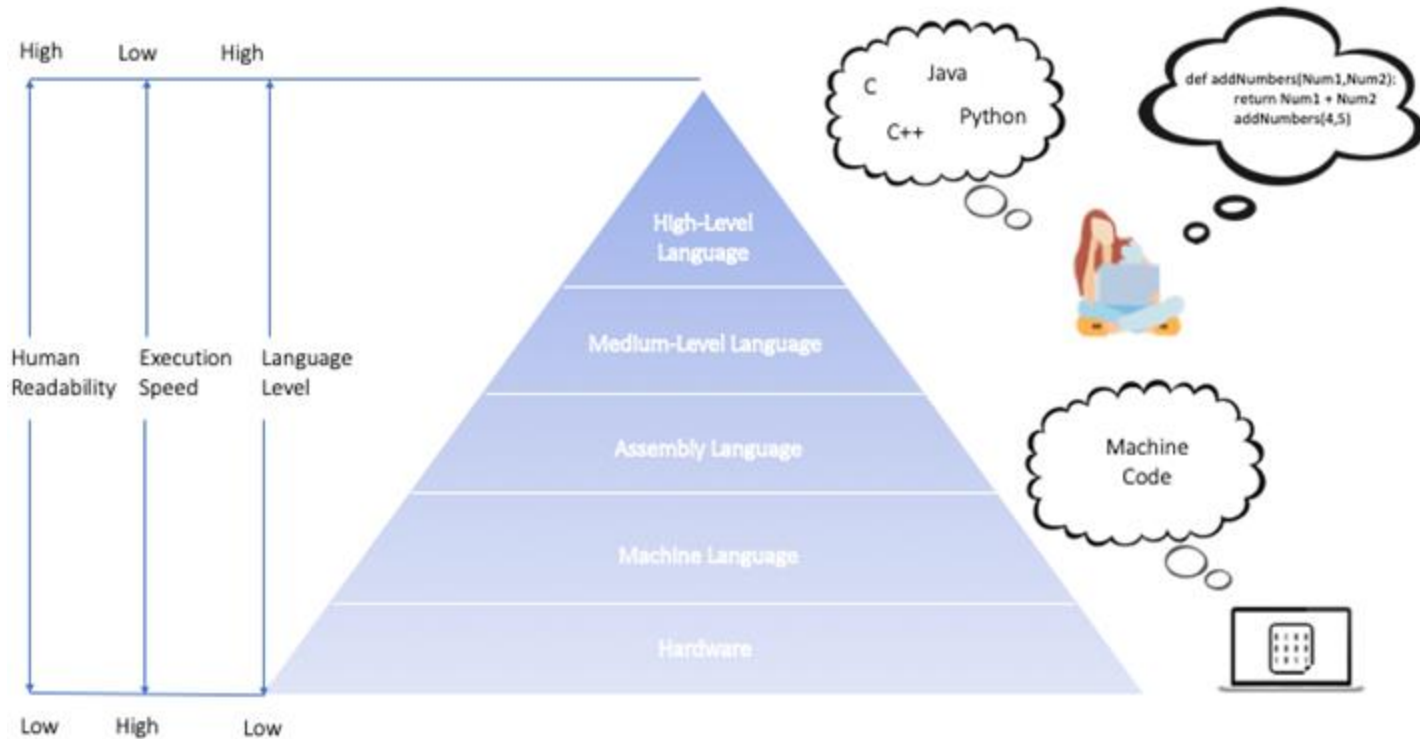 High
Low
High
Human
Readability
Execution
Speed
Language
Level
Low
High
Low
High-Level
Language
Medium-Level Language
Assembly Language
Machine Language
Hardware
C
Java
C++
Python
def addNumbers(Num1,Num2):
return Num1 + Num2
addNumbers(4,5)
Machine
Code